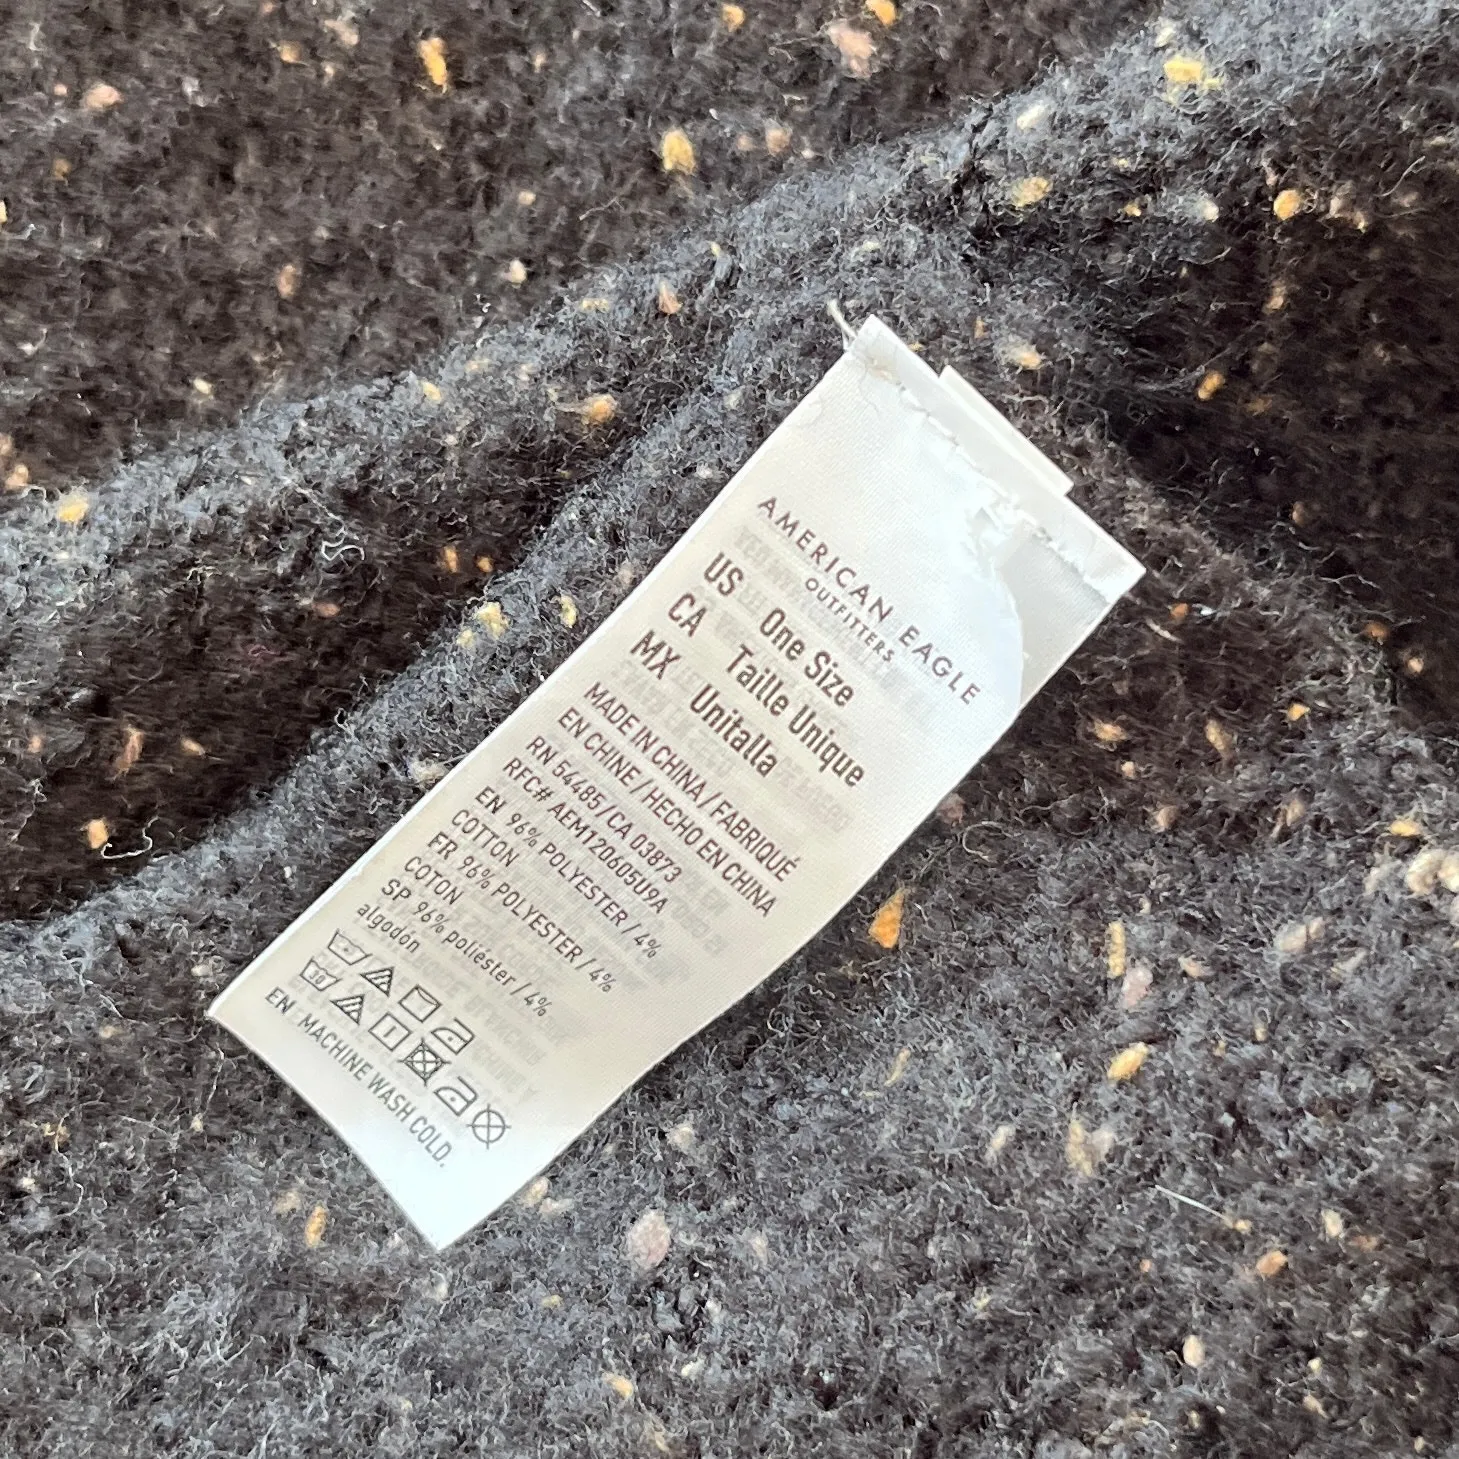 AMERICAN EAGLE
OUTFITTERS
US One Size
CA Taille Unique
MX Unitalla
MADE IN CHINA / FABRIQUÉ
EN CHINE / HECHO EN CHINA
RN 54485 / CA 03873
RFC# AEM120605U9A
EN 96% POLYESTER / 4%
COTTON
FR 96% POLYESTER / 4%
COTON
SP 96% poliéster / 4%
algodón
30
EN: MACHINE WASH COLD.